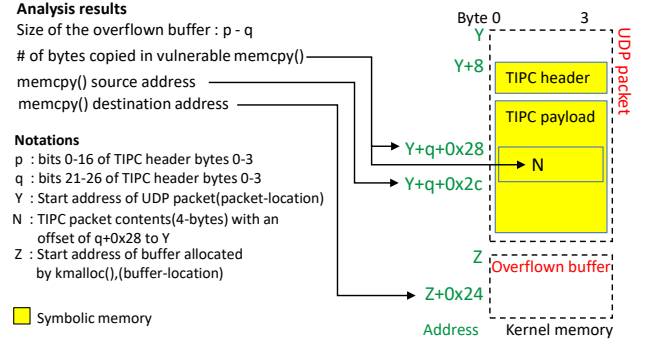 Analysis results
Size of the overflown buffer : p - q
# of bytes copied in vulnerable memcpy()
memcpy() source address
memcpy() destination address
Notations
p : bits 0-16 of TIPC header bytes 0-3
q : bits 21-26 of TIPC header bytes 0-3
Y : Start address of UDP packet(packet-location)
N : TIPC packet contents(4-bytes) with an
offset of q+0x28 to Y
Z : Start address of buffer allocated
by kmalloc(),(buffer-location)
Symbolic memory
Byte 0 3
Y
Y+8
TIPC header
TIPC payload
UDP packet
Y+q+0x28
N
Y+q+0x2c
Z
Overflown buffer
Z+0x24
Address Kernel memory